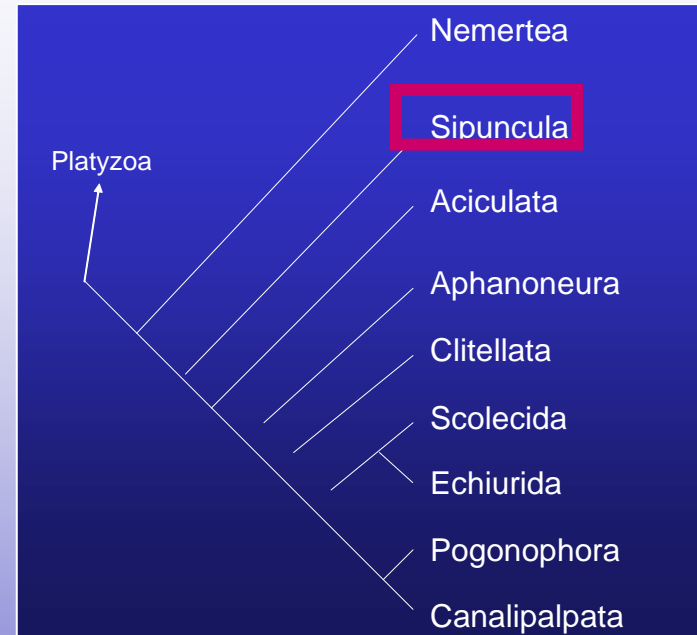 Nemertea
Sipuncula
Platyzoa
Aciculata
Aphanoneura
Clitellata
Scolecida
Echiurida
Pogonophora
Canalipalpata